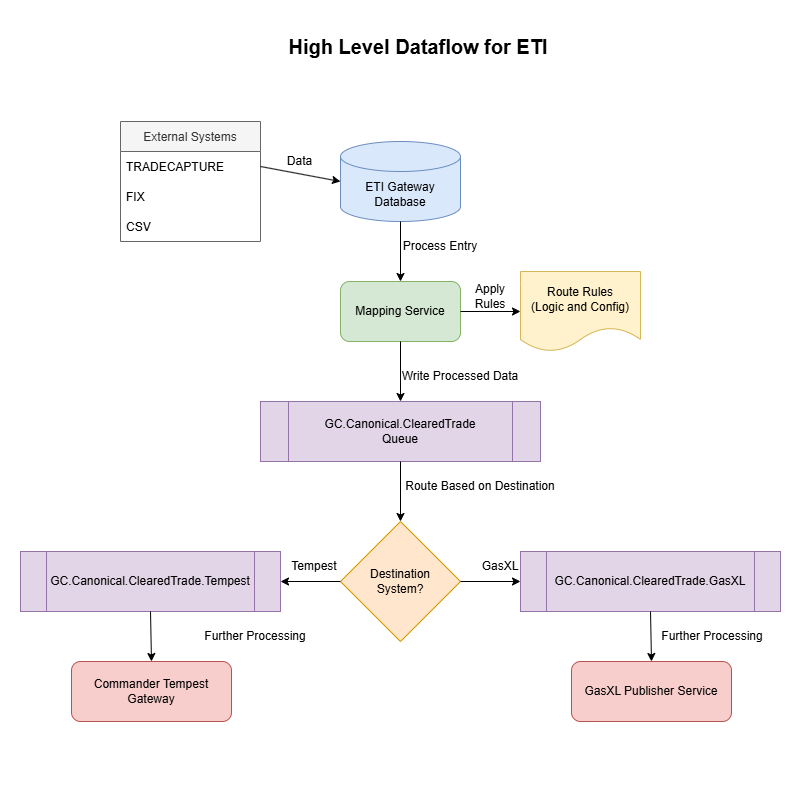 High Level Dataflow for ETI
External Systems
TRADECAPTURE
FIX
CSV
Data
ETI Gateway
Database
Process Entry
Mapping Service
Apply
Rules
Route Rules
(Logic and Config)
Write Processed Data
GC.Canonical.ClearedTrade
Queue
Route Based on Destination
Destination
System?
Tempest
GasXL
GC.Canonical.ClearedTrade.Tempest
GC.Canonical.ClearedTrade.GasXL
Further Processing
Further Processing
Commander Tempest
Gateway
GasXL Publisher Service